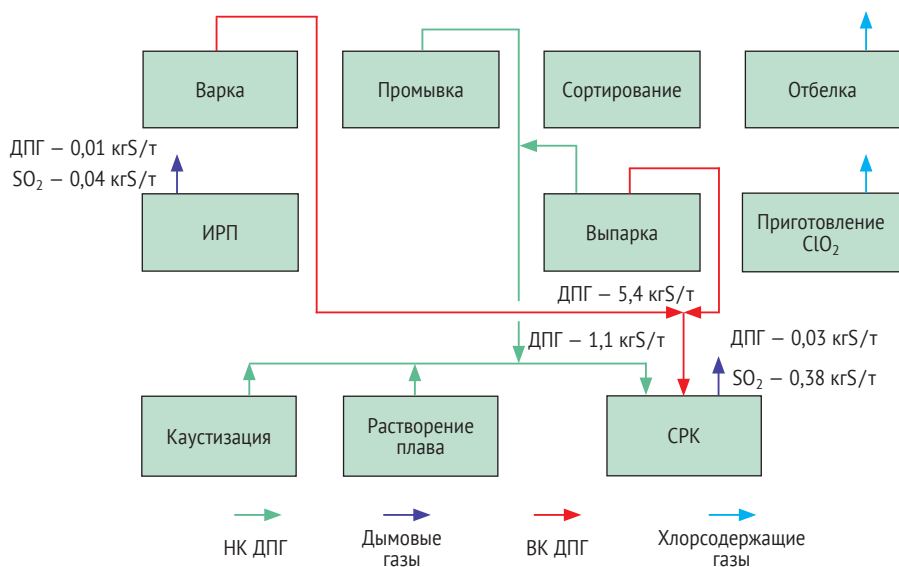 Варка
Промывка
Сортирование
Отбелка
ДПГ — 0,01 кгS/т
SO₂ — 0,04 кгS/т
ИРП
Выпарка
Приготовление
ClO₂
ДПГ — 5,4 кгS/т
ДПГ — 1,1 кгS/т
ДПГ — 0,03 кгS/т
SO₂ — 0,38 кгS/т
Каустизация
Растворение
плава
СРК
НК ДПГ
Дымовые
газы
ВК ДПГ
Хлорсодержащие
газы